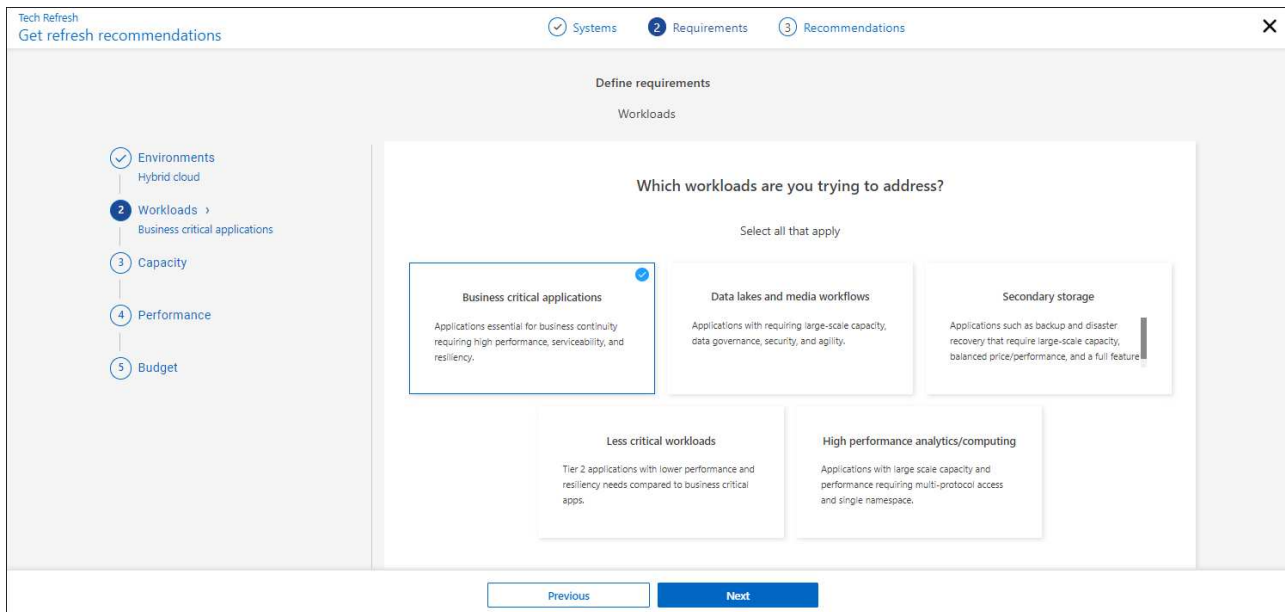 Tech Refresh
Get refresh recommendations
Systems
2 Requirements
3 Recommendations
Define requirements
Workloads
Environments
Hybrid cloud
2 Workloads ›
Business critical applications
3 Capacity
4 Performance
5 Budget
Which workloads are you trying to address?
Select all that apply
Business critical applications
Applications essential for business continuity
requiring high performance, serviceability, and
resiliency.
Data lakes and media workflows
Applications with requiring large-scale capacity,
data governance, security, and agility.
Secondary storage
Applications such as backup and disaster
recovery that require large-scale capacity,
balanced price/performance, and a full feature
Less critical workloads
Tier 2 applications with lower performance and
resiliency needs compared to business critical
apps.
High performance analytics/computing
Applications with large scale capacity and
performance requiring multi-protocol access
and single namespace.
Previous
Next